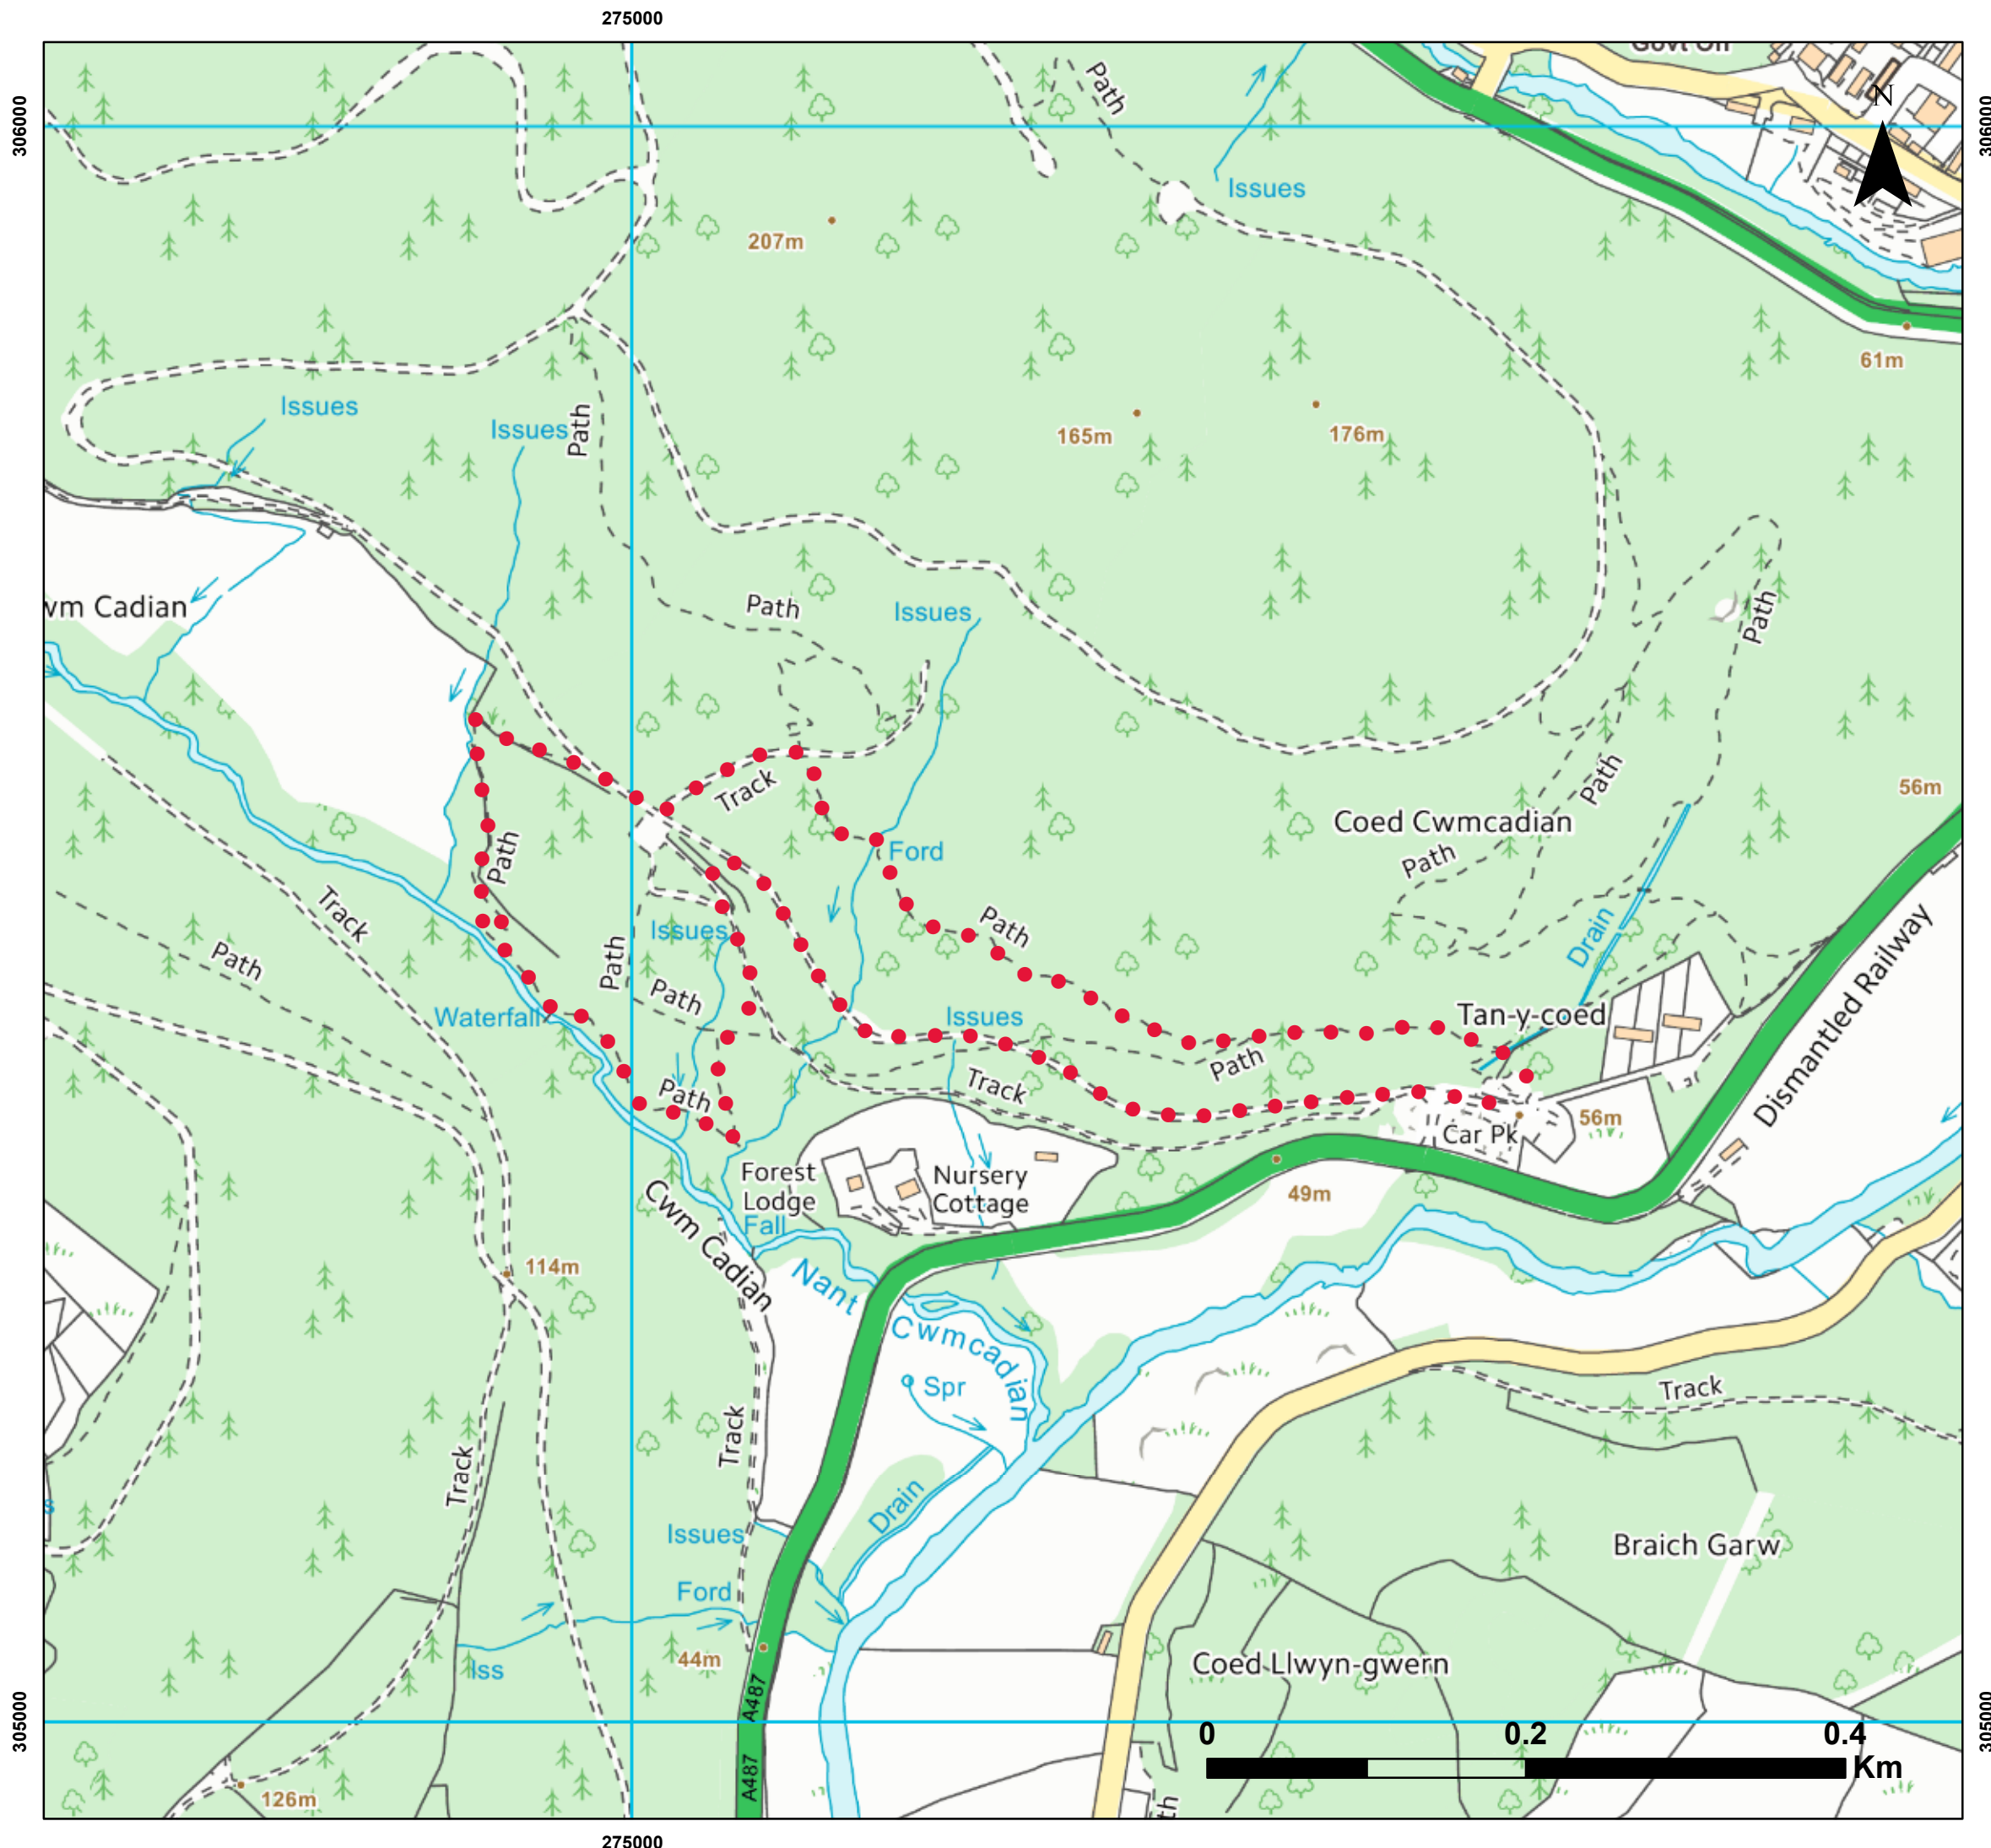 275000
Govt Off
306000
306000
N
Path
Issues
207m
61m
Issues
Issues
Path
165m
176m
wm Cadian
Path
Issues
Path
Track
Path
56m
Coed Cwmcadian
Path
Path
Ford
Track
Path
Path
Issues
Path
Drain
Dismantled Railway
Path
Path
Waterfall
Issues
Tan-y-coed
Path
Track
Path
56m
Car Pk
Forest
Lodge
Nursery
Cottage
49m
Fall
Cwm Cadian
114m
Nant
Cwmcadian
Spr
Track
Track
Track
Drain
Issues
Braich Garw
Ford
44m
Iss
Coed Llwyn-gwern
A487
305000
305000
0 0.2 0.4
Km
A487
126m
th
275000